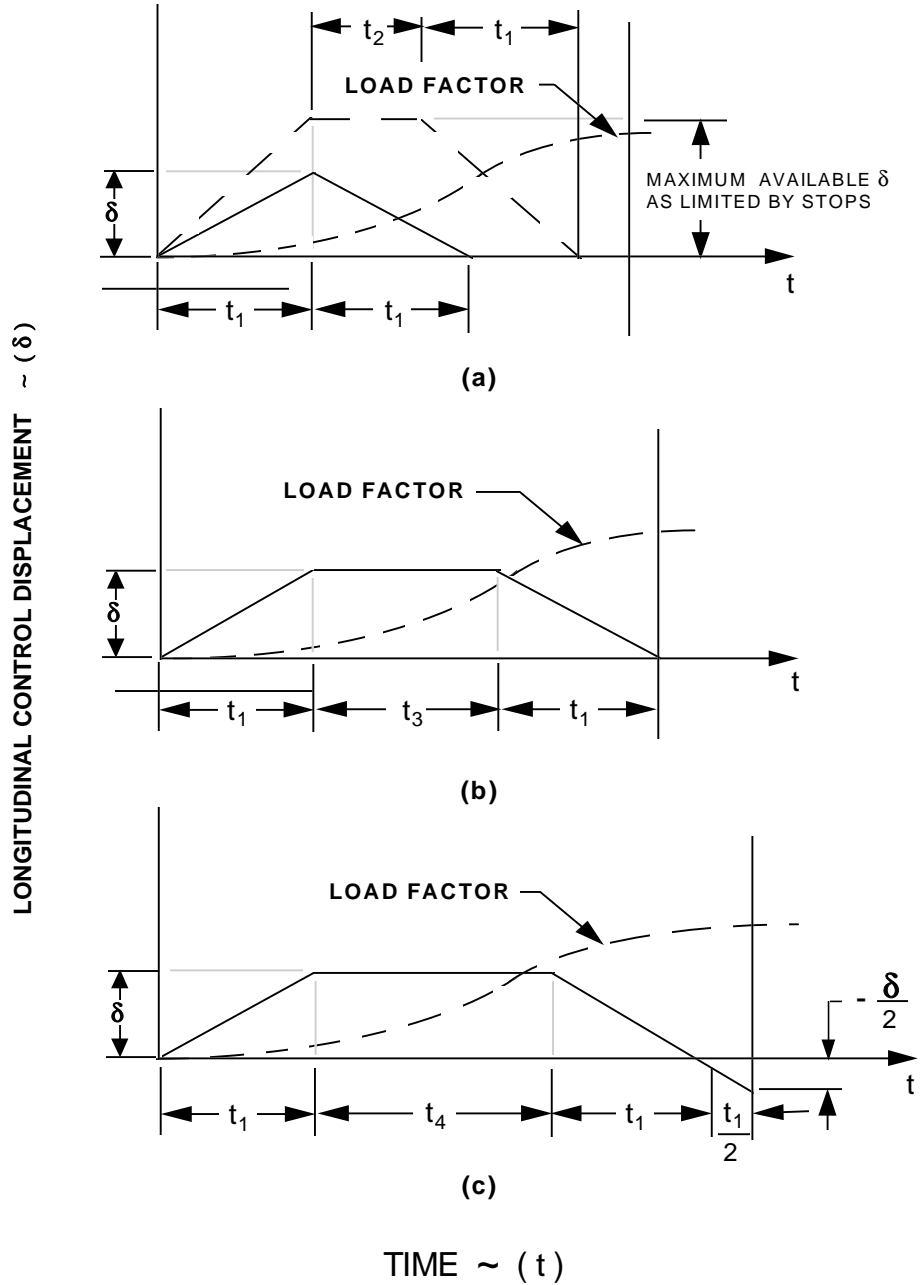 LONGITUDINAL CONTROL DISPLACEMENT ~ (δ)
t2 t1
LOAD FACTOR
δ
MAXIMUM AVAILABLE δ
AS LIMITED BY STOPS
t
t1 t1
(a)
LOAD FACTOR
δ
t
t1 t3 t1
(b)
LOAD FACTOR
δ
- δ/2
t
t1 t4 t1 t1/2
(c)
TIME ~ (t)